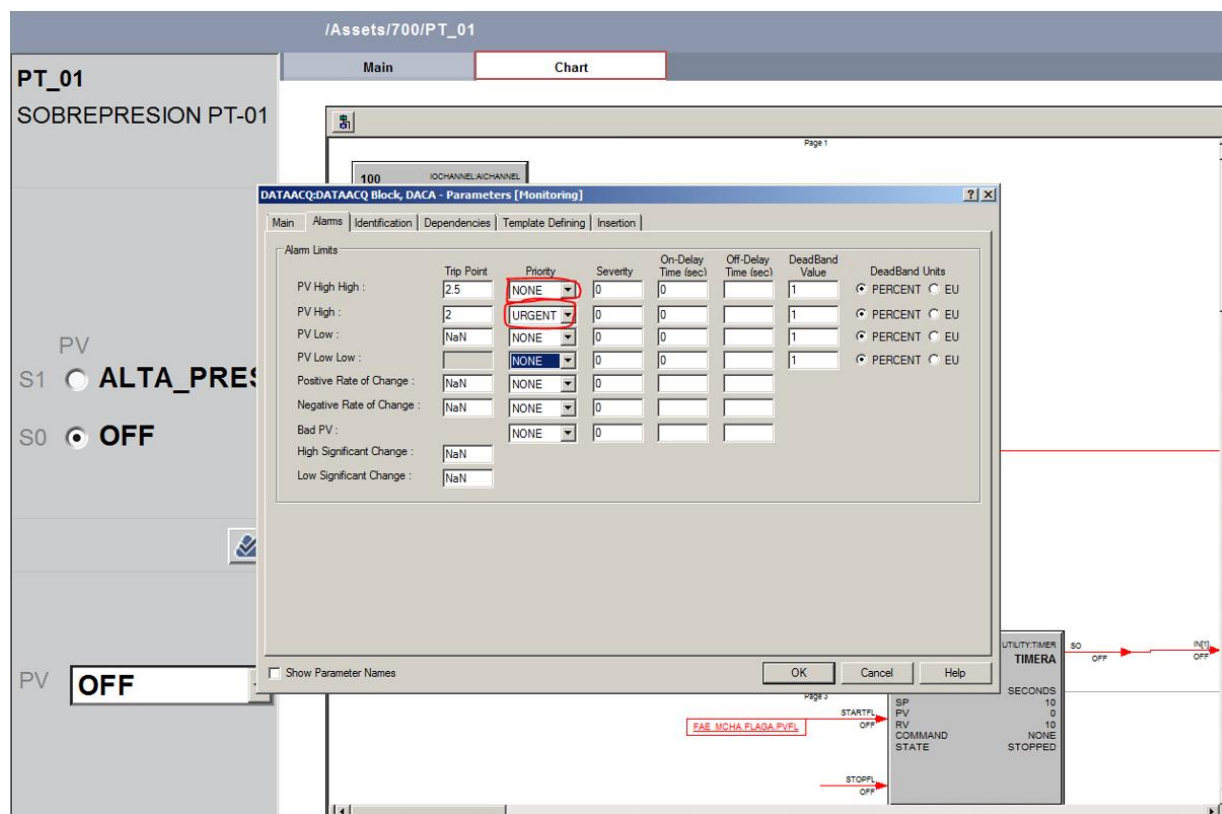 /Assets/700/PT_01
Main Chart
PT_01
SOBREPRESION PT-01
Page 1
100 IOCHANNEL:AICHANNEL
DATAACQ:DATAACQ Block, DACA - Parameters [Monitoring]
Main Alarms Identification Dependencies Template Defining Insertion
Alarm Limits
Trip Point Priority Severity On-Delay Time (sec) Off-Delay Time (sec) DeadBand Value DeadBand Units
PV High High : 2.5 NONE 0 0 1 PERCENT EU
PV High : 2 URGENT 0 0 1 PERCENT EU
PV Low : NaN NONE 0 0 1 PERCENT EU
PV Low Low : NONE 0 0 1 PERCENT EU
Positive Rate of Change : NaN NONE 0
Negative Rate of Change : NaN NONE 0
Bad PV : NONE 0
High Significant Change : NaN
Low Significant Change : NaN
PV
S1 ALTA_PRES
S0 OFF
PV OFF
Show Parameter Names OK Cancel Help
UTILITY:TIMER
TIMERA
SO
OFF
IN[1]
OFF
Page 3
SECONDS
SP 10
PV 0
RV 10
COMMAND NONE
STATE STOPPED
STARTFL
OFF
FAE_MCHA.FLAGA.PVFL
STOPFL
OFF